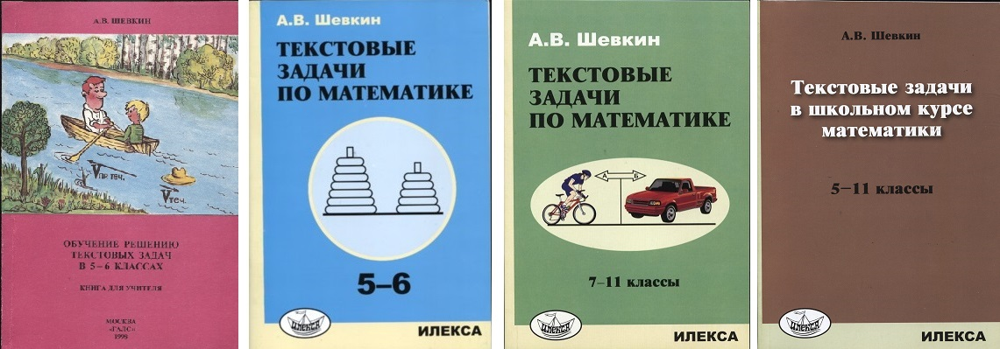 А.В. ШЕВКИН
Vпр. теч.
Vтеч.
ОБУЧЕНИЕ РЕШЕНИЮ
ТЕКСТОВЫХ ЗАДАЧ
В 5–6 КЛАССАХ
КНИГА ДЛЯ УЧИТЕЛЯ
МОСКВА
«ГАЛС»
1998
А.В. Шевкин
ТЕКСТОВЫЕ
ЗАДАЧИ
ПО МАТЕМАТИКЕ
5–6
ИЛЕКСА
ИЛЕКСА
А.В. Шевкин
ТЕКСТОВЫЕ
ЗАДАЧИ
ПО МАТЕМАТИКЕ
А Б
7–11 классы
ИЛЕКСА
ИЛЕКСА
А.В. Шевкин
Текстовые задачи
в школьном курсе
математики
5–11 классы
ИЛЕКСА
ИЛЕКСА